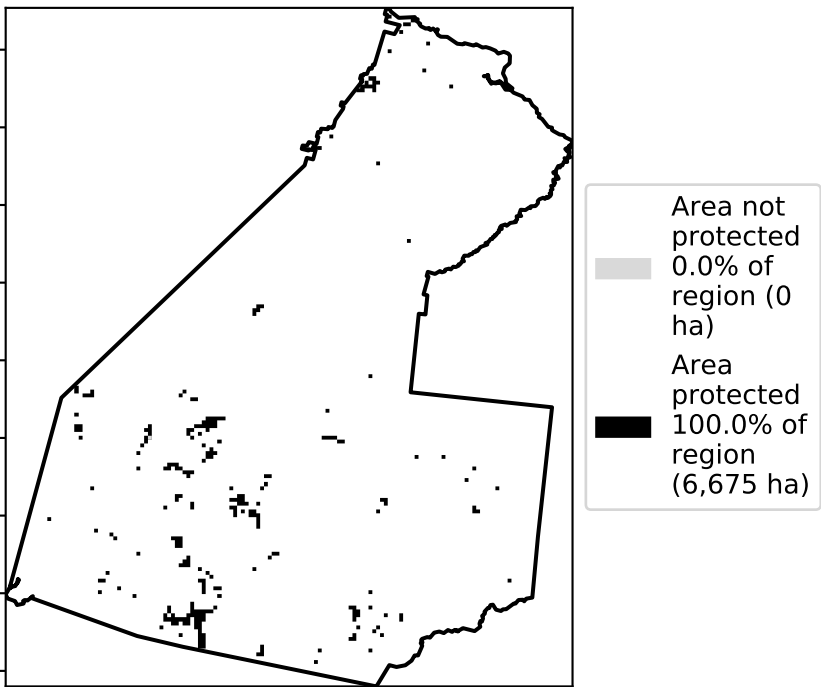 Area not
protected
0.0% of
region (0
ha)
Area
protected
100.0% of
region
(6,675 ha)